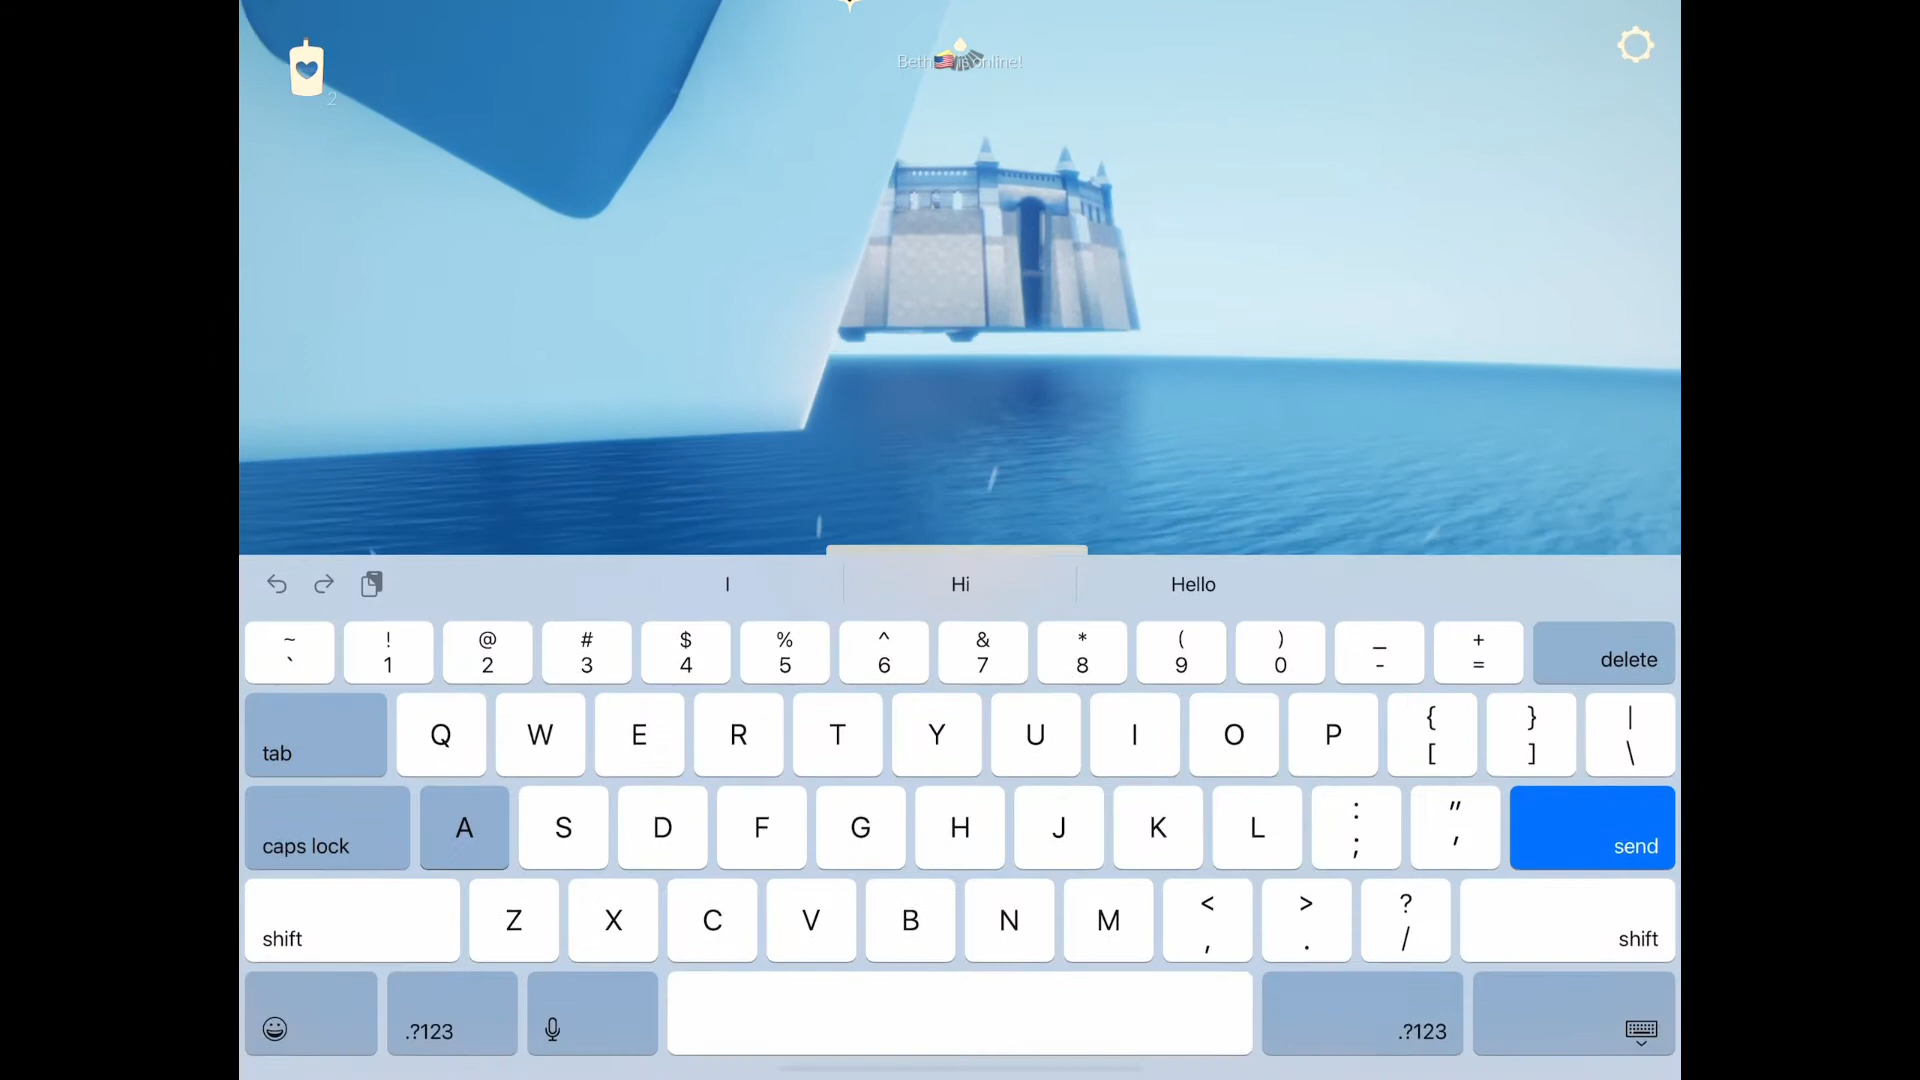 Beth 🇺🇸 is online!
2
I Hi Hello
~ ` ! 1 @ 2 # 3 $ 4 % 5 ^ 6 & 7 * 8 ( 9 ) 0 _ - + = delete
tab Q W E R T Y U I O P { [ } ] | \
caps lock A S D F G H J K L : ; " ' send
shift Z X C V B N M < , > . ? / shift
.?123 .?123